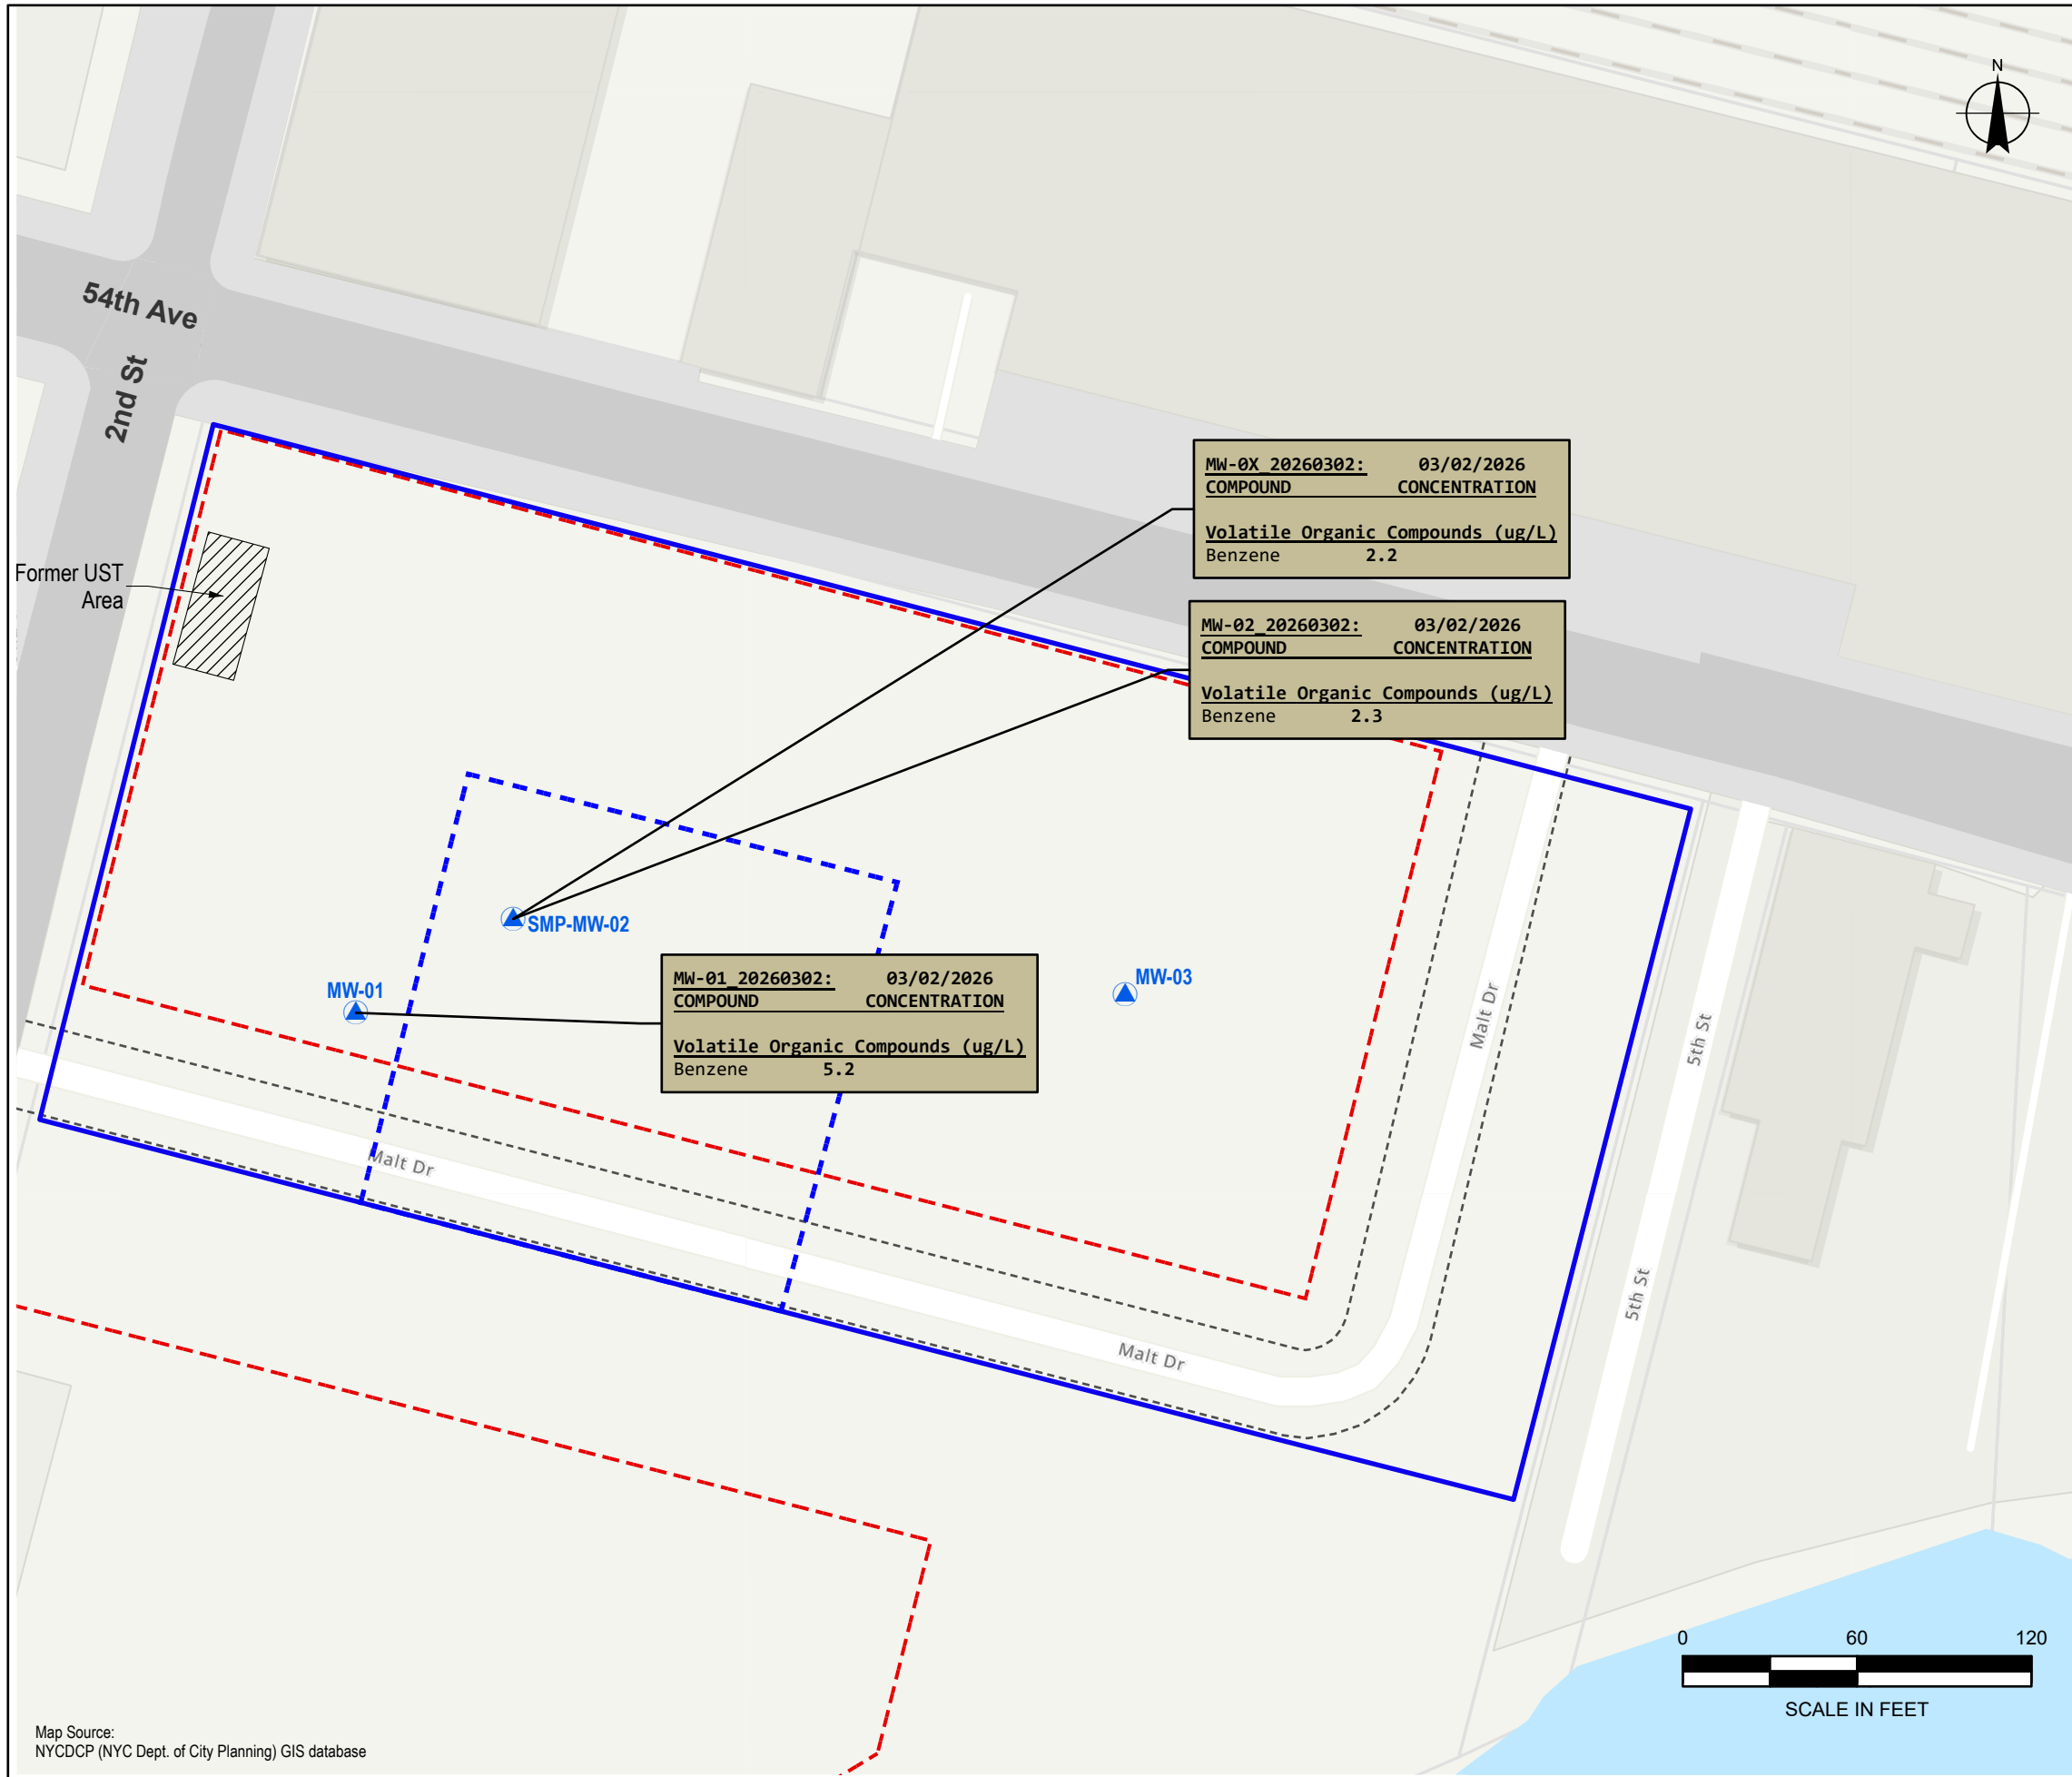 N
54th Ave
2nd St
MW-0X_20260302: 03/02/2026
COMPOUND CONCENTRATION
Volatile Organic Compounds (ug/L)
Benzene 2.2
Former UST
Area
MW-02_20260302: 03/02/2026
COMPOUND CONCENTRATION
Volatile Organic Compounds (ug/L)
Benzene 2.3
SMP-MW-02
MW-01
MW-01_20260302: 03/02/2026
COMPOUND CONCENTRATION
Volatile Organic Compounds (ug/L)
Benzene 5.2
MW-03
Malt Dr
5th St
Malt Dr
5th St
Malt Dr
0 60 120
SCALE IN FEET
Map Source:
NYCDCP (NYC Dept. of City Planning) GIS database